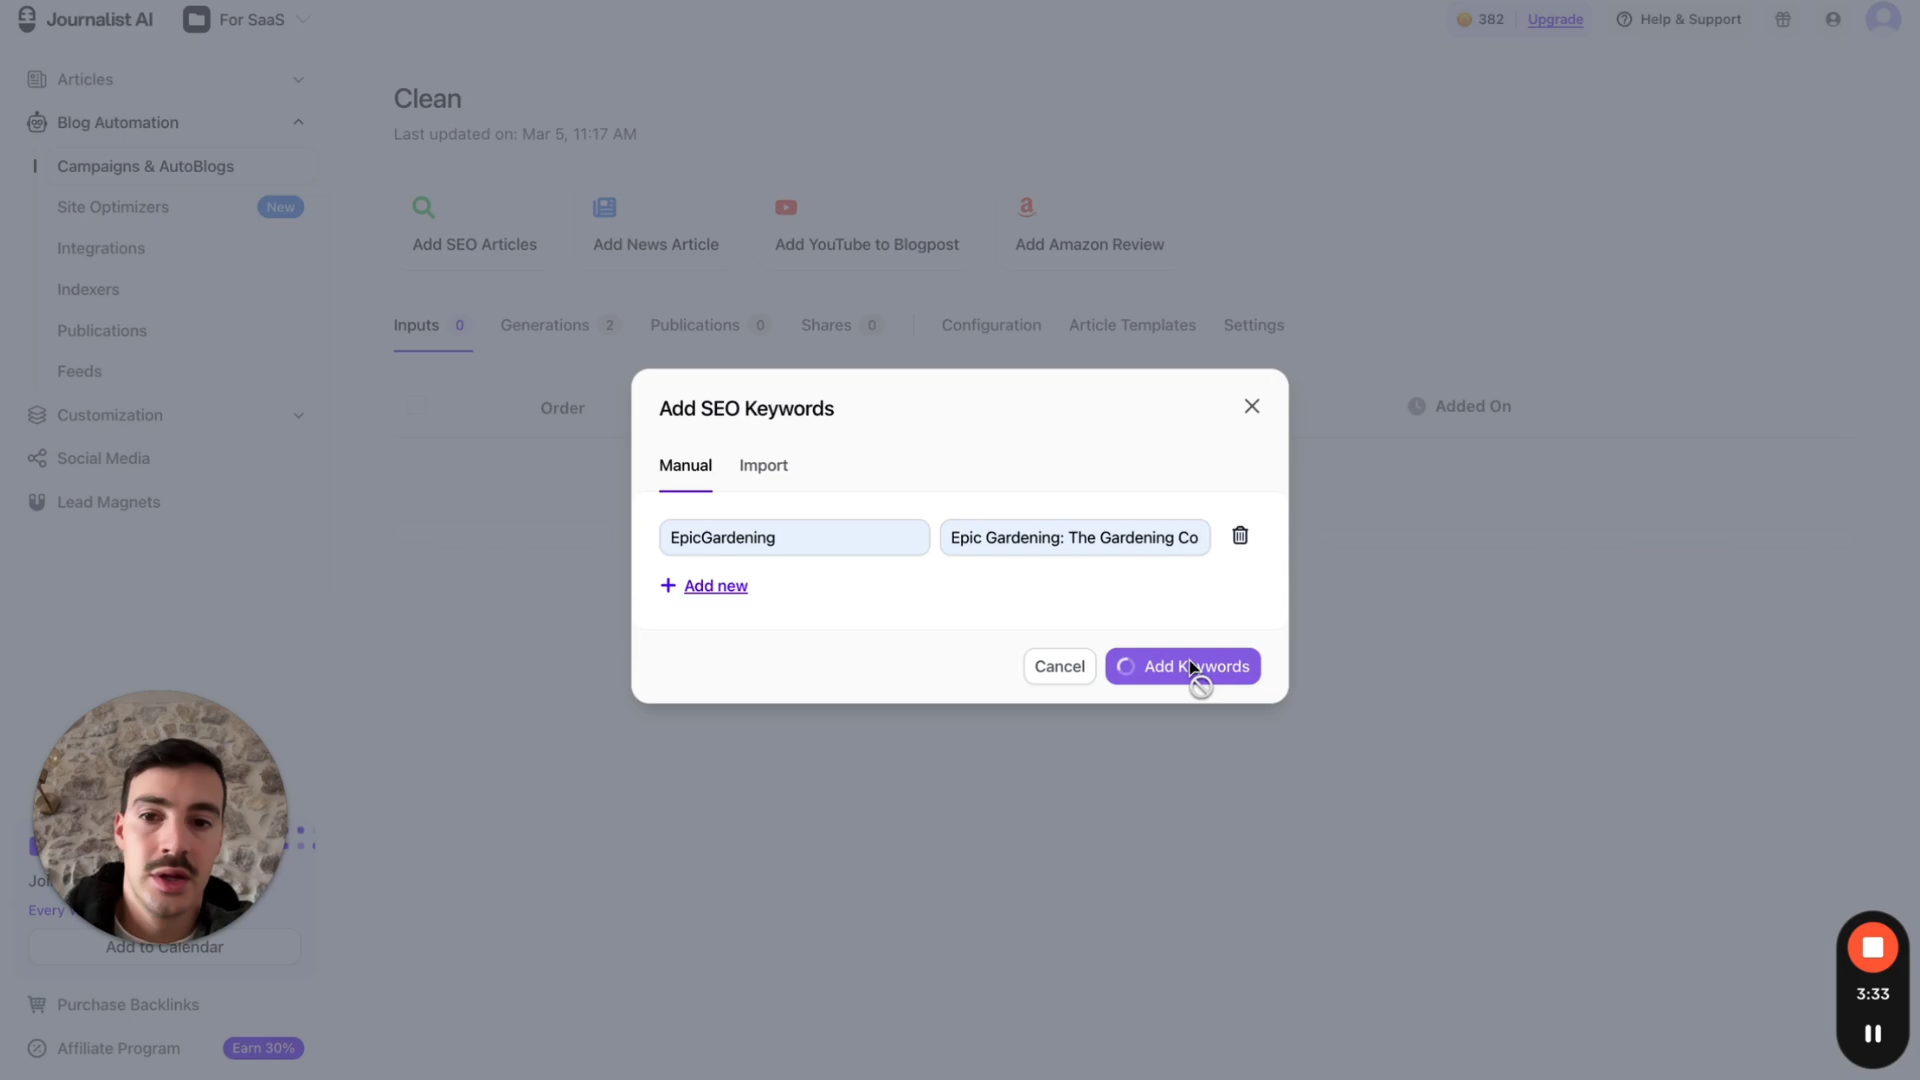 Journalist AI
For SaaS
382
Upgrade
Help & Support
Articles
Blog Automation
Campaigns & AutoBlogs
Site Optimizers
New
Integrations
Indexers
Publications
Feeds
Customization
Social Media
Lead Magnets
Clean
Last updated on: Mar 5, 11:17 AM
Add SEO Articles
Add News Article
Add YouTube to Blogpost
Add Amazon Review
Inputs 0
Generations 2
Publications 0
Shares 0
Configuration
Article Templates
Settings
Order
Added On
Add SEO Keywords
Manual
Import
EpicGardening
Epic Gardening: The Gardening Co
Add new
Cancel
Add Keywords
Every
Add to Calendar
Purchase Backlinks
Affiliate Program
Earn 30%
3:33